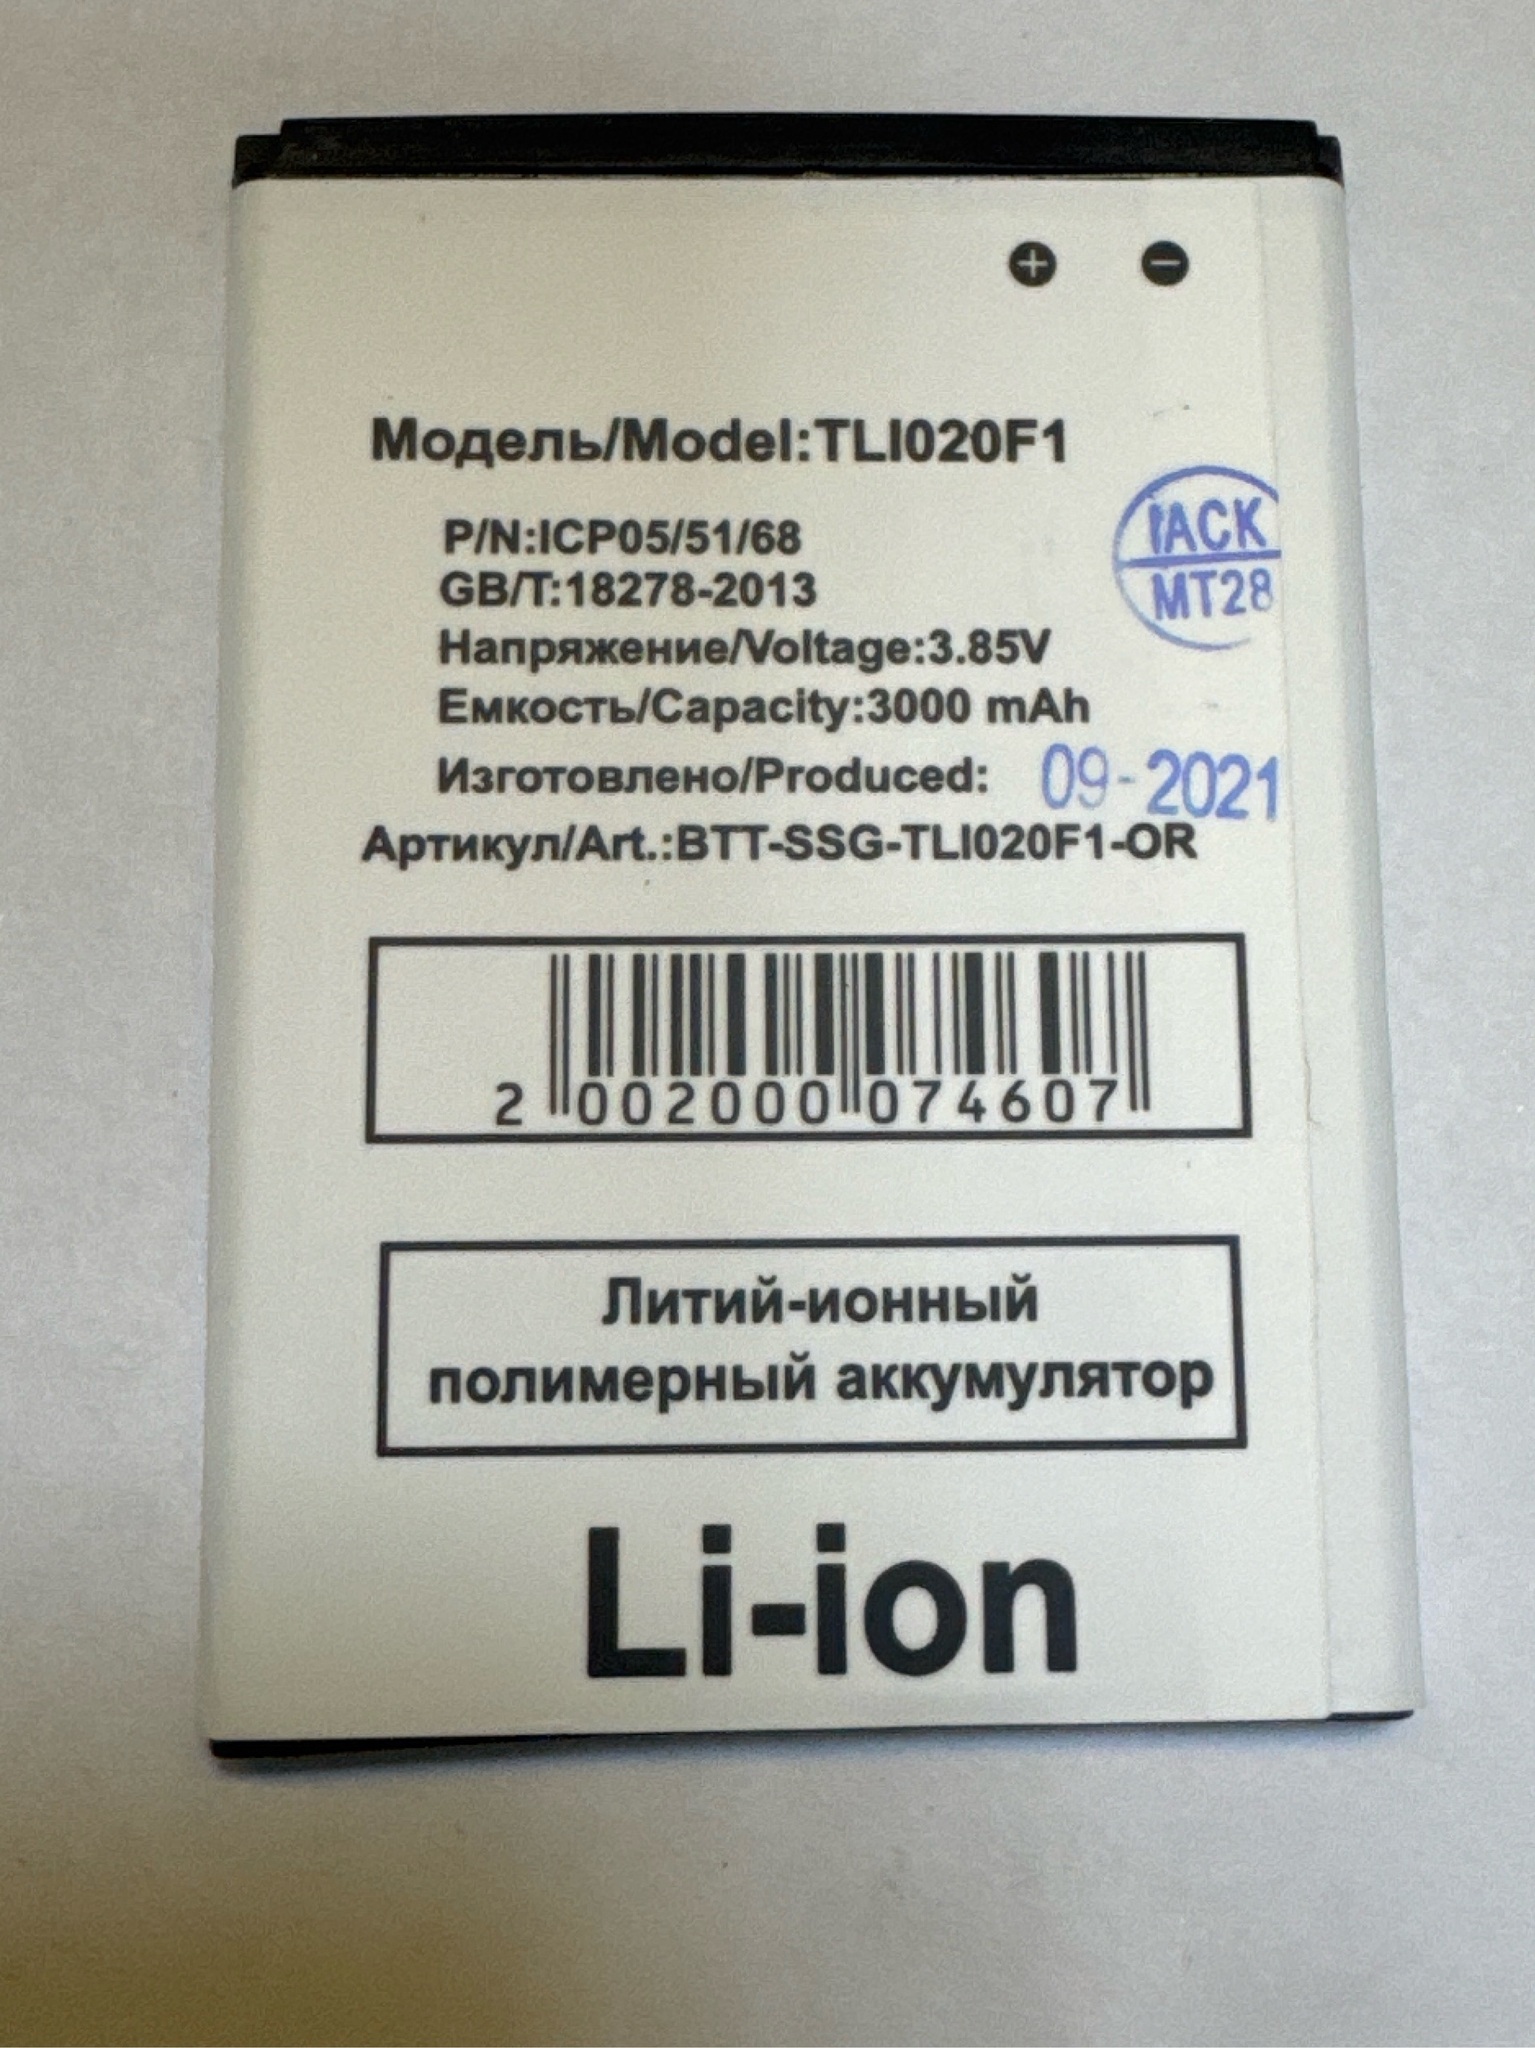 + −
Модель/Model:TLI020F1
P/N:ICP05/51/68
GB/T:18278-2013
IACK
MT28
Напряжение/Voltage:3.85V
Емкость/Capacity:3000 mAh
Изготовлено/Produced: 09-2021
Артикул/Art.:BTT-SSG-TLI020F1-OR
2 002000 074607
Литий-ионный
полимерный аккумулятор
Li-ion